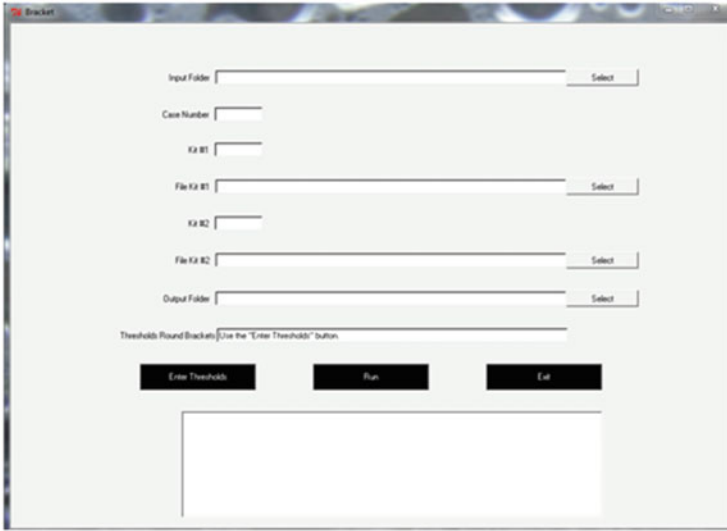 Bracket
Input Folder Select
Case Number
Kit #1
File Kit #1 Select
Kit #2
File Kit #2 Select
Output Folder Select
Thresholds Round Brackets Use the "Enter Thresholds" button.
Enter Thresholds Run Exit